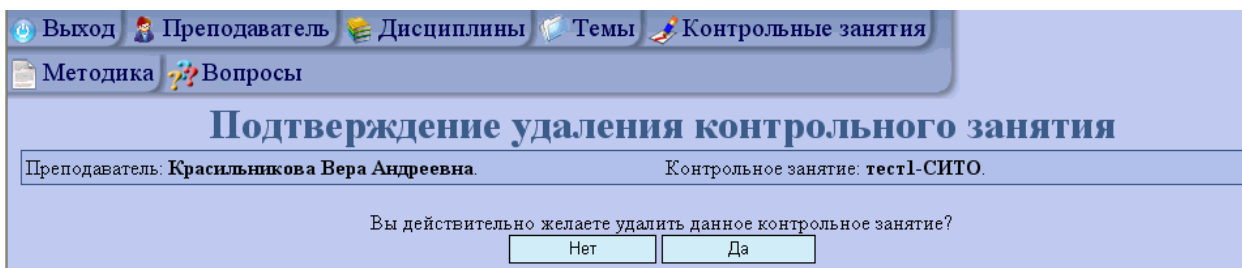 Выход Преподаватель Дисциплины Темы Контрольные занятия
Методика Вопросы
Подтверждение удаления контрольного занятия
Преподаватель: Красильникова Вера Андреевна. Контрольное занятие: тест1-СИТО.
Вы действительно желаете удалить данное контрольное занятие?
Нет Да